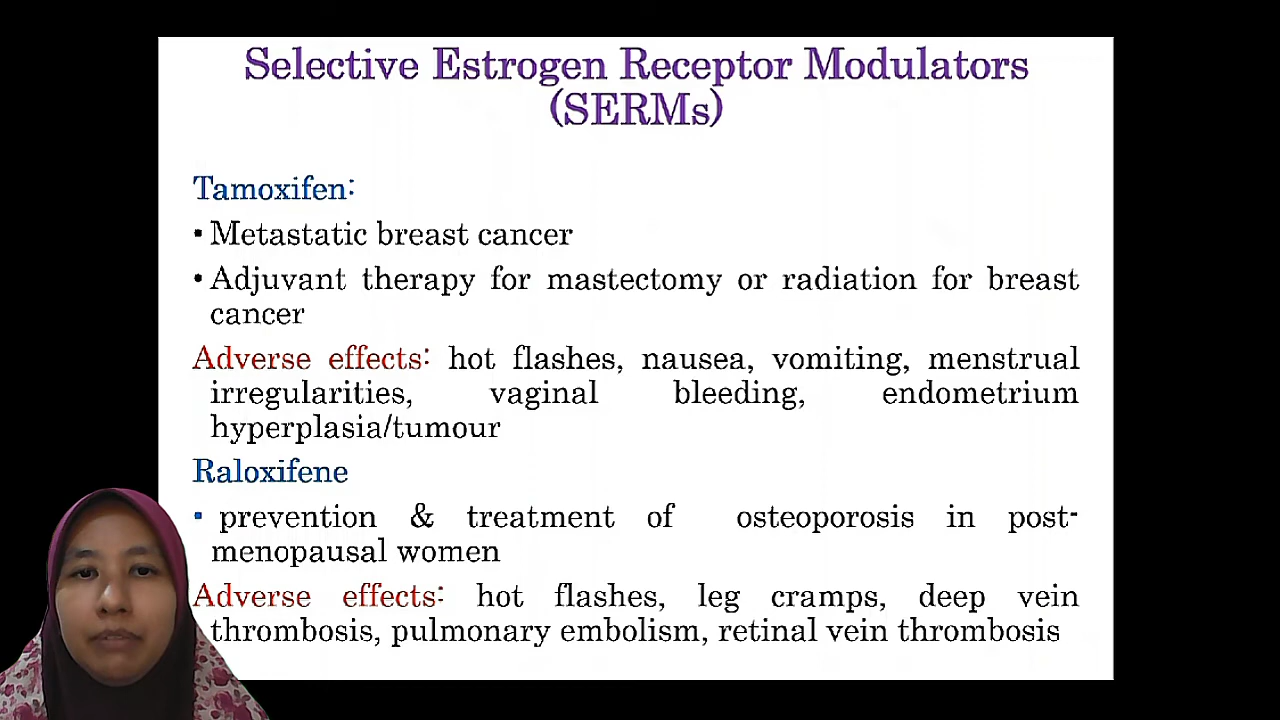 Selective Estrogen Receptor Modulators
(SERMs)
Tamoxifen:
• Metastatic breast cancer
• Adjuvant therapy for mastectomy or radiation for breast
cancer
Adverse effects: hot flashes, nausea, vomiting, menstrual
irregularities, vaginal bleeding, endometrium
hyperplasia/tumour
Raloxifene
▪ prevention & treatment of osteoporosis in post-
menopausal women
Adverse effects: hot flashes, leg cramps, deep vein
thrombosis, pulmonary embolism, retinal vein thrombosis